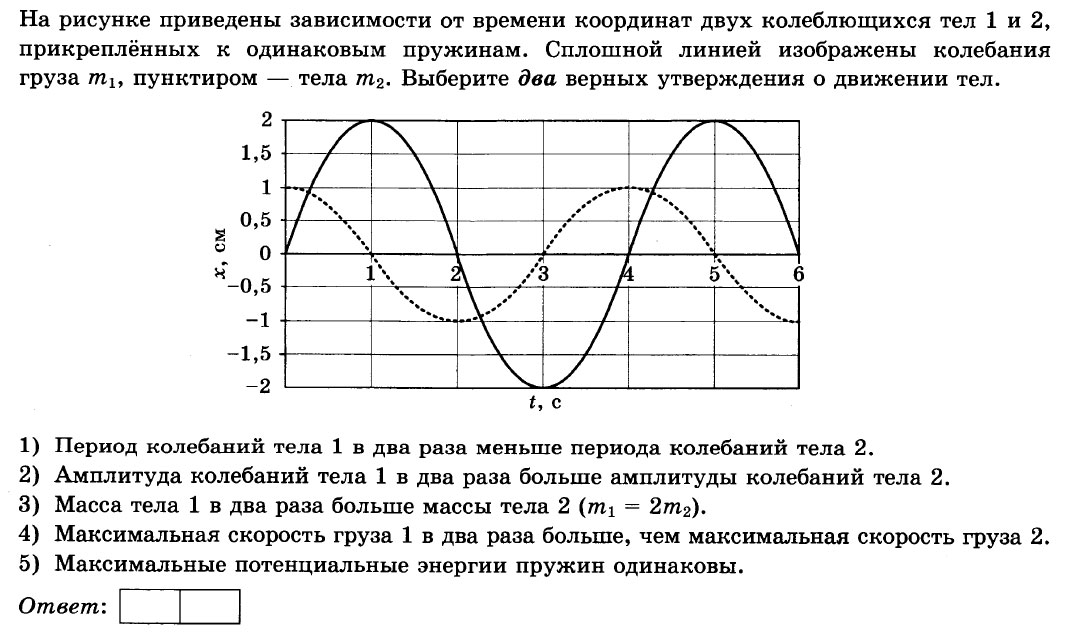 На рисунке приведены зависимости от времени координат двух колеблющихся тел 1 и 2,
прикреплённых к одинаковым пружинам. Сплошной линией изображены колебания
груза m₁, пунктиром — тела m₂. Выберите два верных утверждения о движении тел.
2
1,5
1
0,5
0
−0,5
−1
−1,5
−2
x, см
1 2 3 4 5 6
t, с
1) Период колебаний тела 1 в два раза меньше периода колебаний тела 2.
2) Амплитуда колебаний тела 1 в два раза больше амплитуды колебаний тела 2.
3) Масса тела 1 в два раза больше массы тела 2 (m₁ = 2m₂).
4) Максимальная скорость груза 1 в два раза больше, чем максимальная скорость груза 2.
5) Максимальные потенциальные энергии пружин одинаковы.
Ответ: